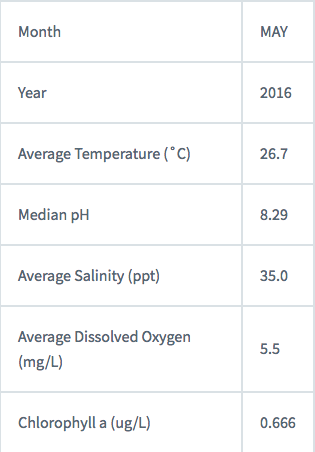 Month MAY
Year 2016
Average Temperature (˚C) 26.7
Median pH 8.29
Average Salinity (ppt) 35.0
Average Dissolved Oxygen
(mg/L) 5.5
Chlorophyll a (ug/L) 0.666